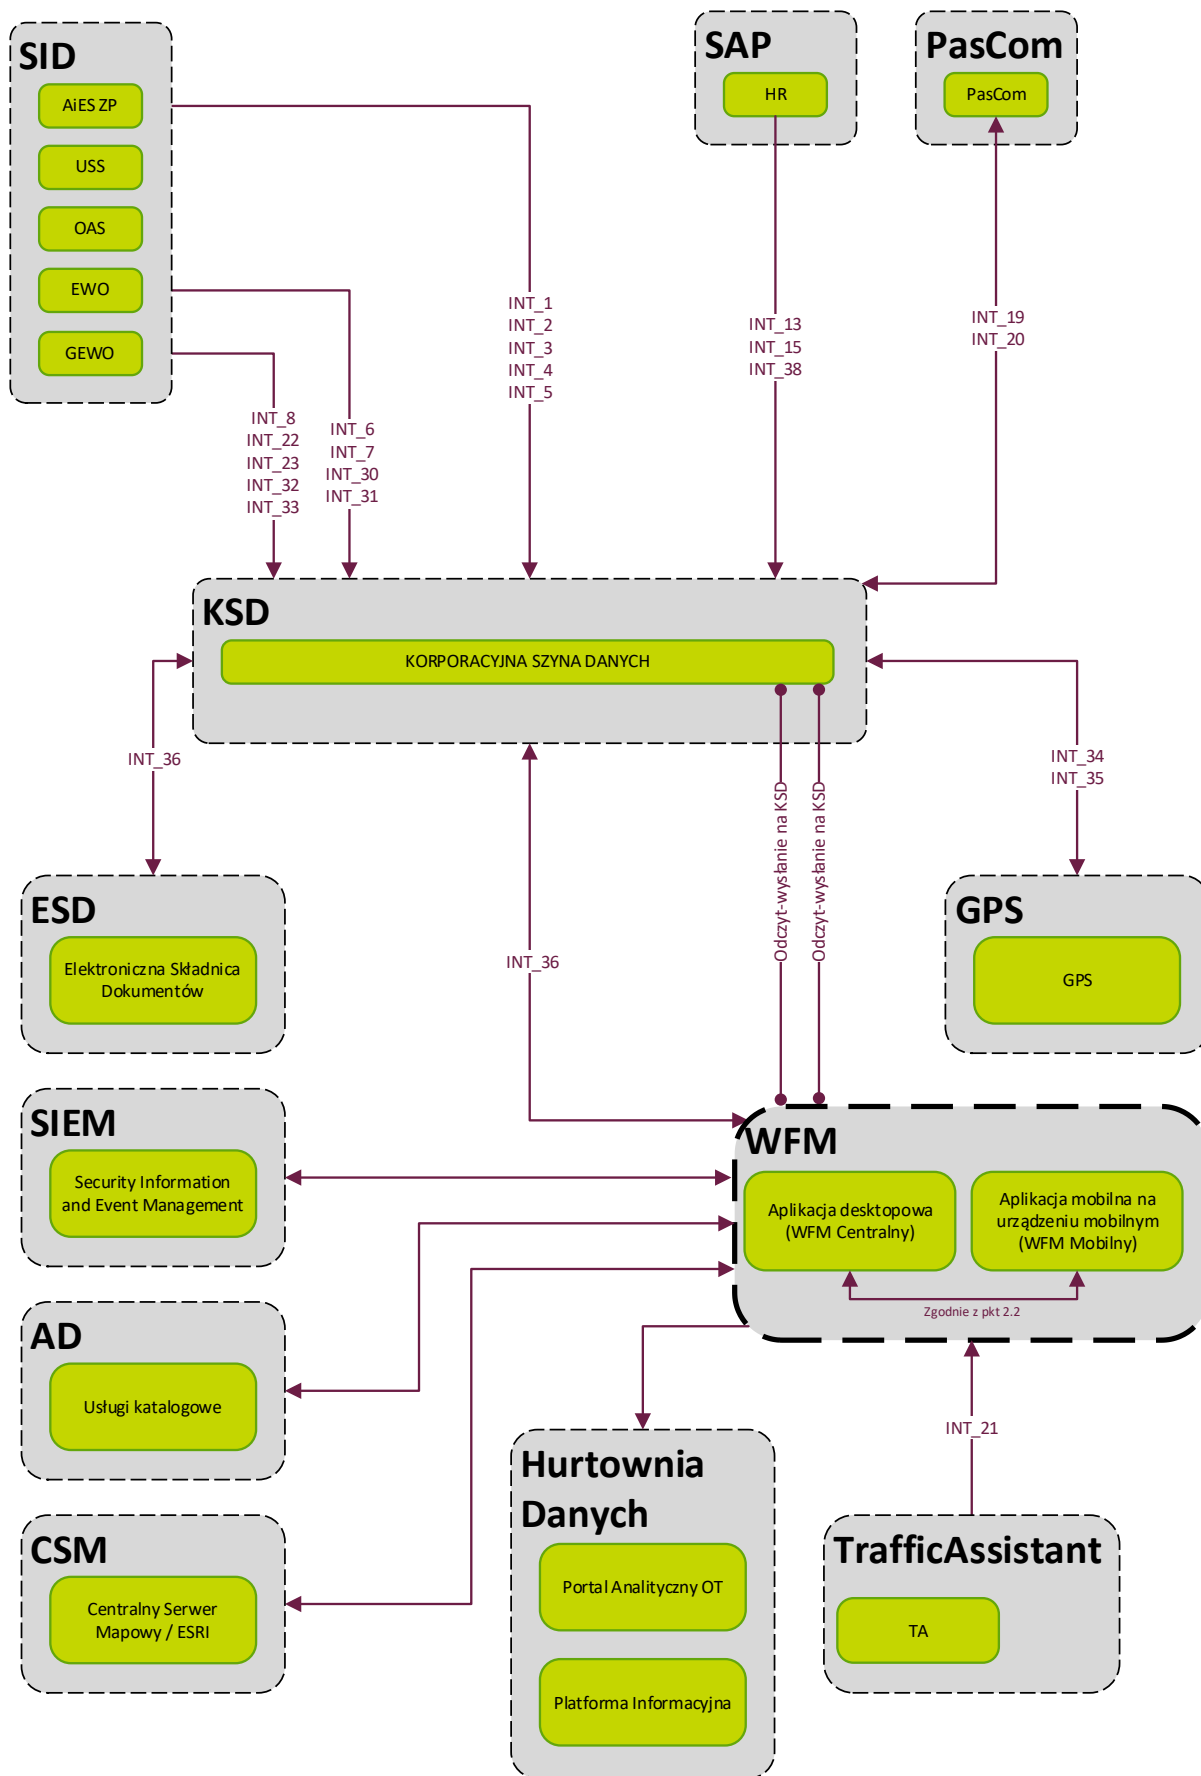 SID
AiES ZP
USS
OAS
EWO
GEWO
SAP
HR
PasCom
PasCom
INT_1
INT_2
INT_3
INT_4
INT_5
INT_13
INT_15
INT_38
INT_19
INT_20
INT_8
INT_22
INT_23
INT_32
INT_33
INT_6
INT_7
INT_30
INT_31
KSD
KORPORACYJNA SZYNA DANYCH
INT_36
INT_36
Odczyt-wysłanie na KSD
Odczyt-wysłanie na KSD
INT_34
INT_35
ESD
Elektroniczna Składnica
Dokumentów
GPS
GPS
SIEM
Security Information
and Event Management
WFM
Aplikacja desktopowa
(WFM Centralny)
Aplikacja mobilna na
urządzeniu mobilnym
(WFM Mobilny)
Zgodnie z pkt 2.2
AD
Usługi katalogowe
INT_21
Hurtownia
Danych
Portal Analityczny OT
Platforma Informacyjna
CSM
Centralny Serwer
Mapowy / ESRI
TrafficAssistant
TA